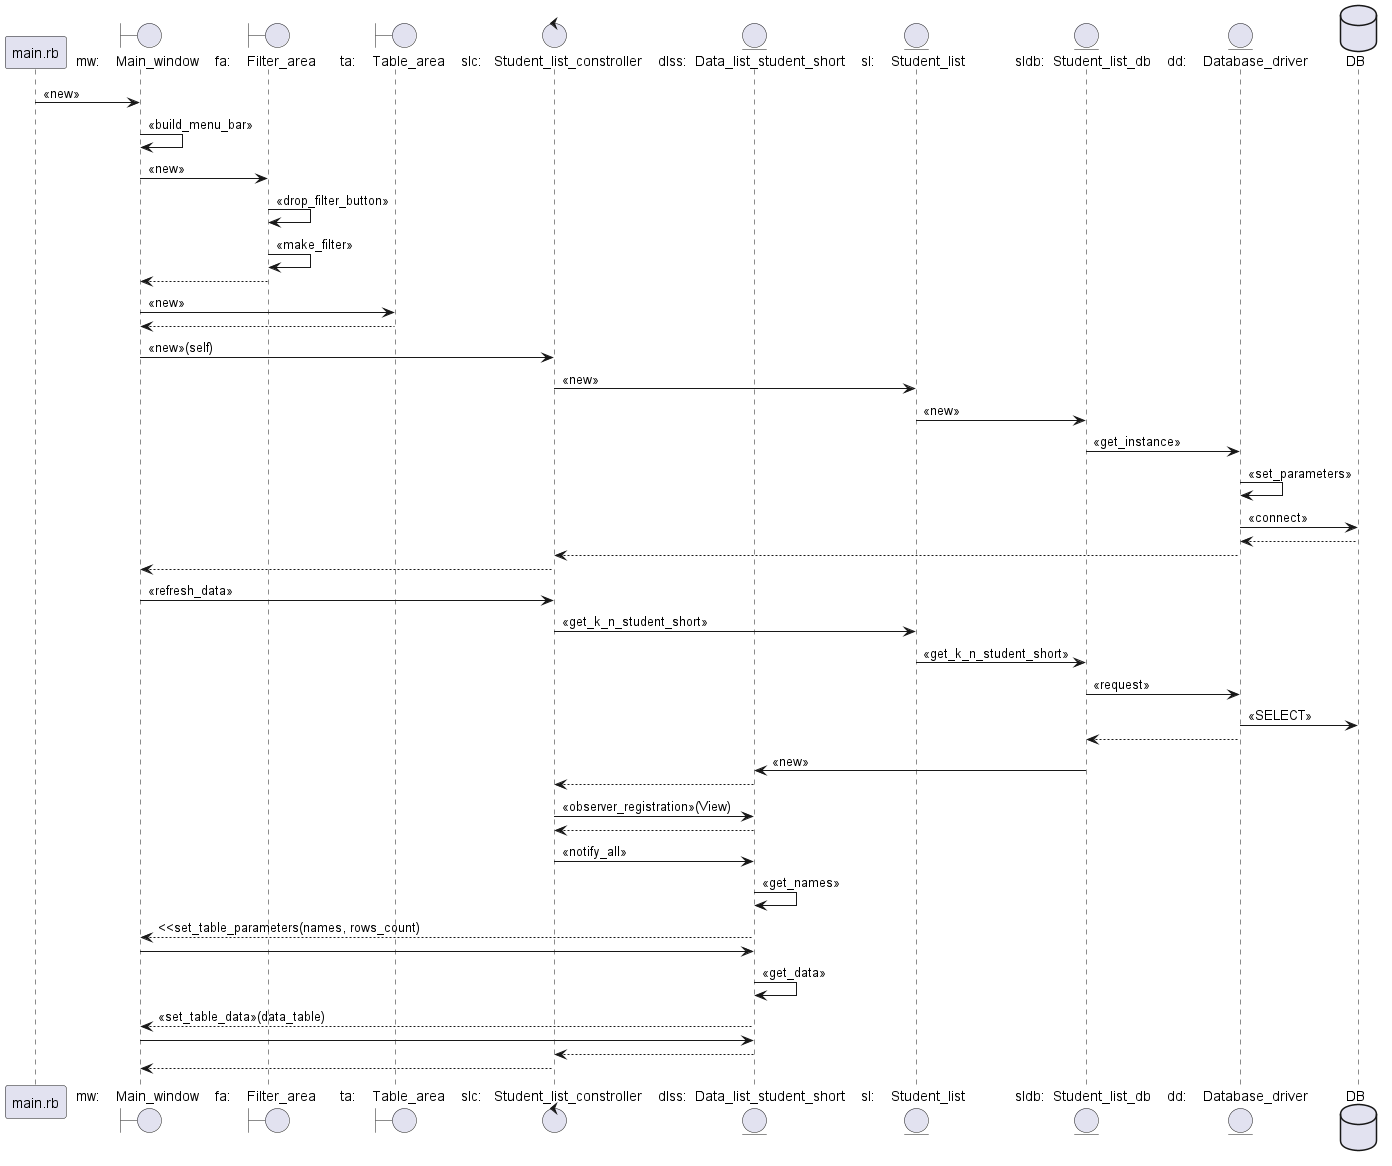 main.rb mw: Main_window fa: Filter_area ta: Table_area slc: Student_list_constroller dlss: Data_list_student_short sl: Student_list sldb: Student_list_db dd: Database_driver DB
«new»
«build_menu_bar»
«new»
«drop_filter_button»
«make_filter»
«new»
«new»(self)
«new»
«new»
«get_instance»
«set_parameters»
«connect»
«refresh_data»
«get_k_n_student_short»
«get_k_n_student_short»
«request»
«SELECT»
«new»
«observer_registration»(View)
«notify_all»
«get_names»
<<set_table_parameters(names, rows_count)
«get_data»
«set_table_data»(data_table)
main.rb mw: Main_window fa: Filter_area ta: Table_area slc: Student_list_constroller dlss: Data_list_student_short sl: Student_list sldb: Student_list_db dd: Database_driver DB